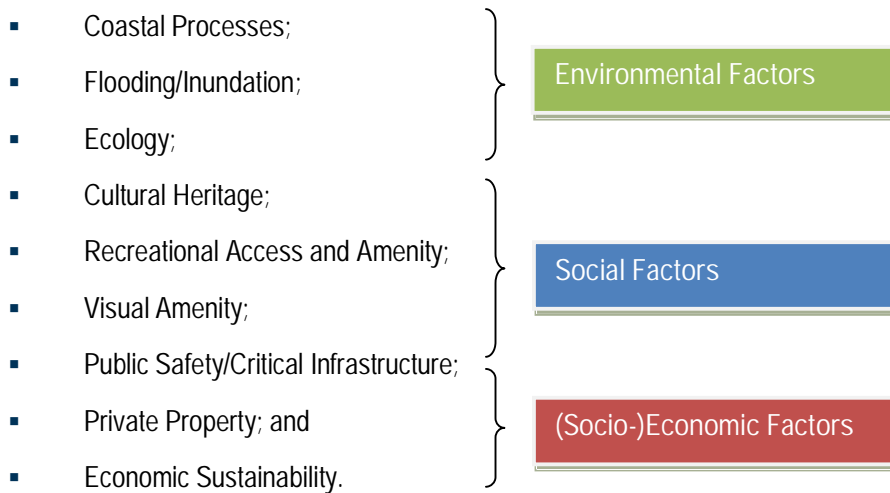 ▪ Coastal Processes;
▪ Flooding/Inundation;
▪ Ecology;
▪ Cultural Heritage;
▪ Recreational Access and Amenity;
▪ Visual Amenity;
▪ Public Safety/Critical Infrastructure;
▪ Private Property; and
▪ Economic Sustainability.
Environmental Factors
Social Factors
(Socio-)Economic Factors